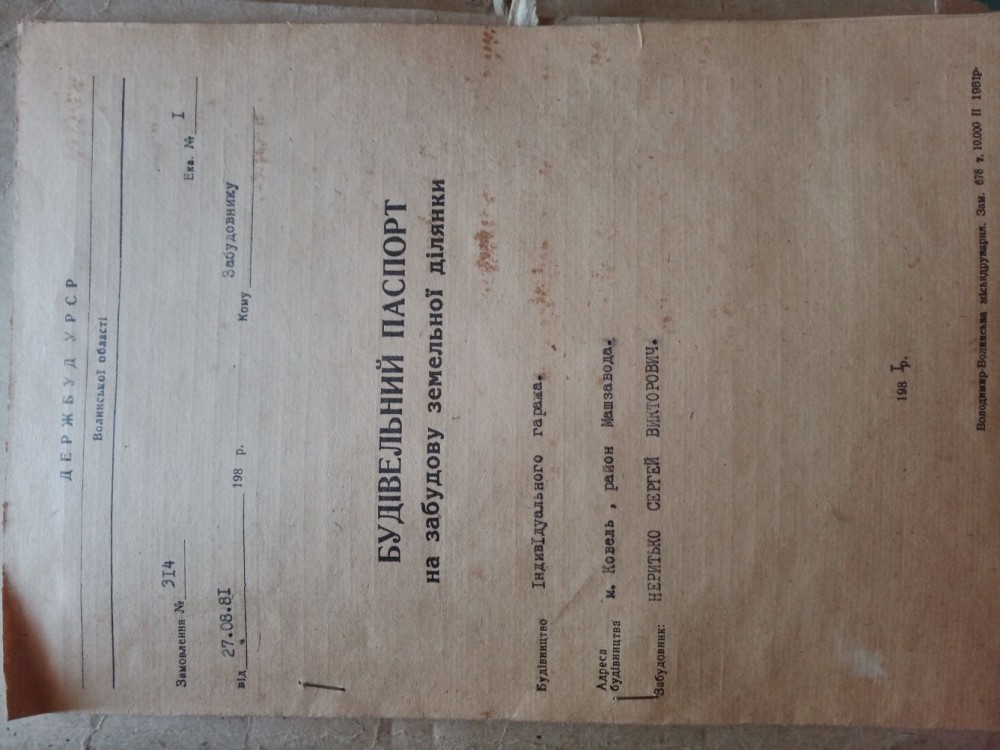 ДЕРЖБУД УРСР
Волинської області
Замовлення № 314 Екз. № I
від 27.08.81 198 р. Кому Забудовнику
БУДІВЕЛЬНИЙ ПАСПОРТ
на забудову земельної ділянки
Будівництво ІндивІдуального гаража.
Адреса
будівництва м. Ковель , район Машзавода.
Забудовник: НЕРИТЬКО СЕРГЕЙ ВИКТОРОВИЧ.
198 I р.
Володимир-Волинська міськдрукарня. Зам. 678 т. 10.000 II 1981р.